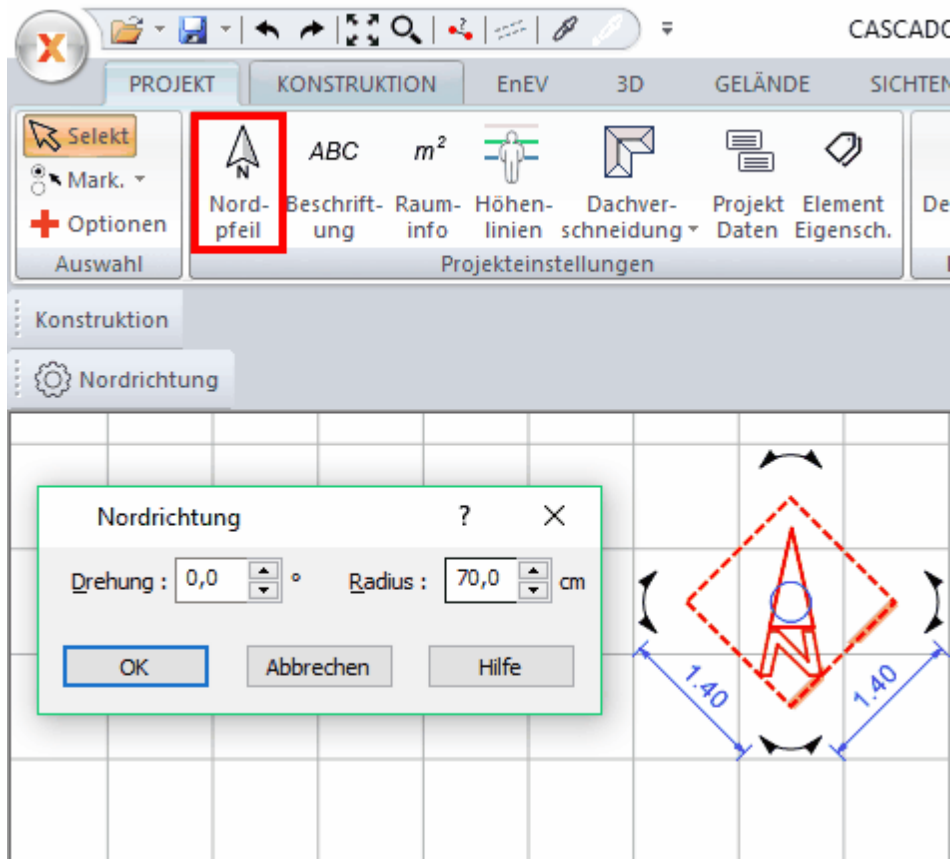 CASCADO
PROJEKT KONSTRUKTION EnEV 3D GELÄNDE SICHTEN
Selekt
Mark.
Optionen
Auswahl
N
Nord-
pfeil
ABC
Beschrift-
ung
m²
Raum-
info
Höhen-
linien
Dachver-
schneidung
Projekt
Daten
Element
Eigensch.
De
Projekteinstellungen
Konstruktion
Nordrichtung
Nordrichtung ?
Drehung : 0,0 ° Radius : 70,0 cm
OK Abbrechen Hilfe
N
1.40 1.40